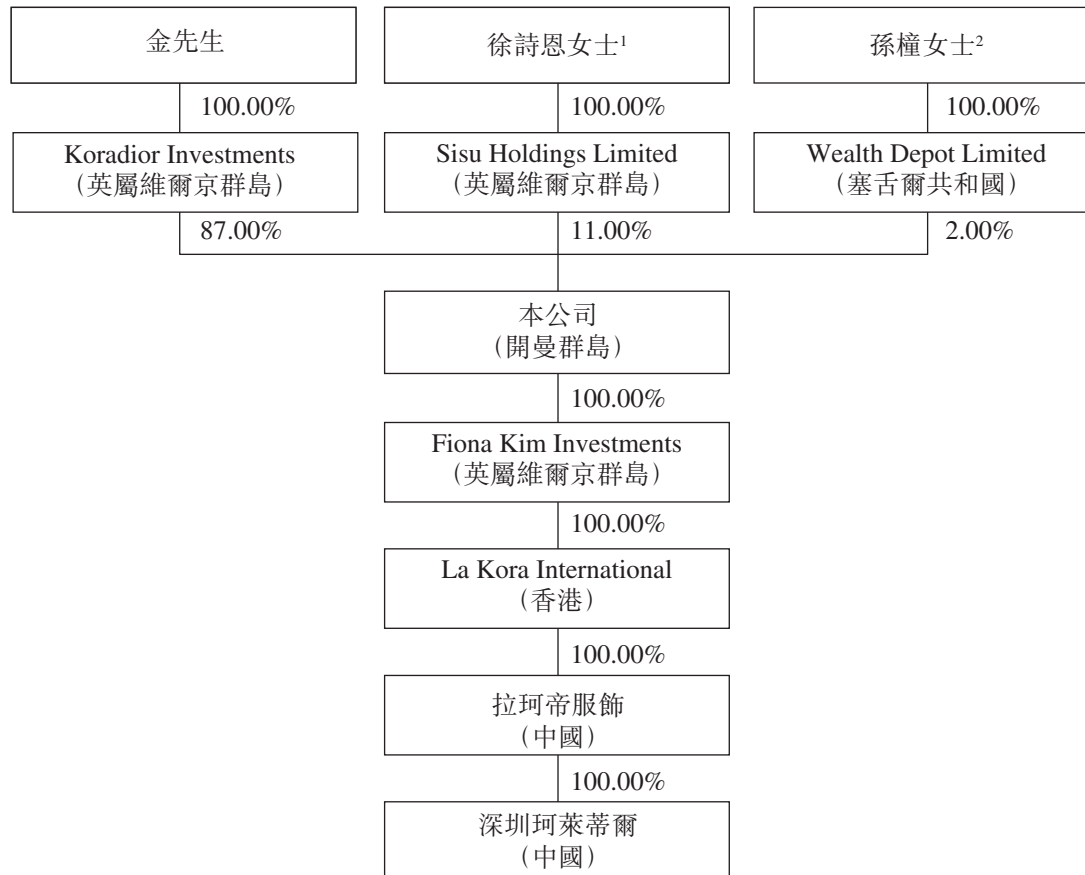 金先生
徐詩恩女士1
孫橦女士2
100.00%
100.00%
100.00%
Koradior Investments
(英屬維爾京群島)
Sisu Holdings Limited
(英屬維爾京群島)
Wealth Depot Limited
(塞舌爾共和國)
87.00%
11.00%
2.00%
本公司
(開曼群島)
100.00%
Fiona Kim Investments
(英屬維爾京群島)
100.00%
La Kora International
(香港)
100.00%
拉珂帝服飾
(中國)
100.00%
深圳珂萊蒂爾
(中國)